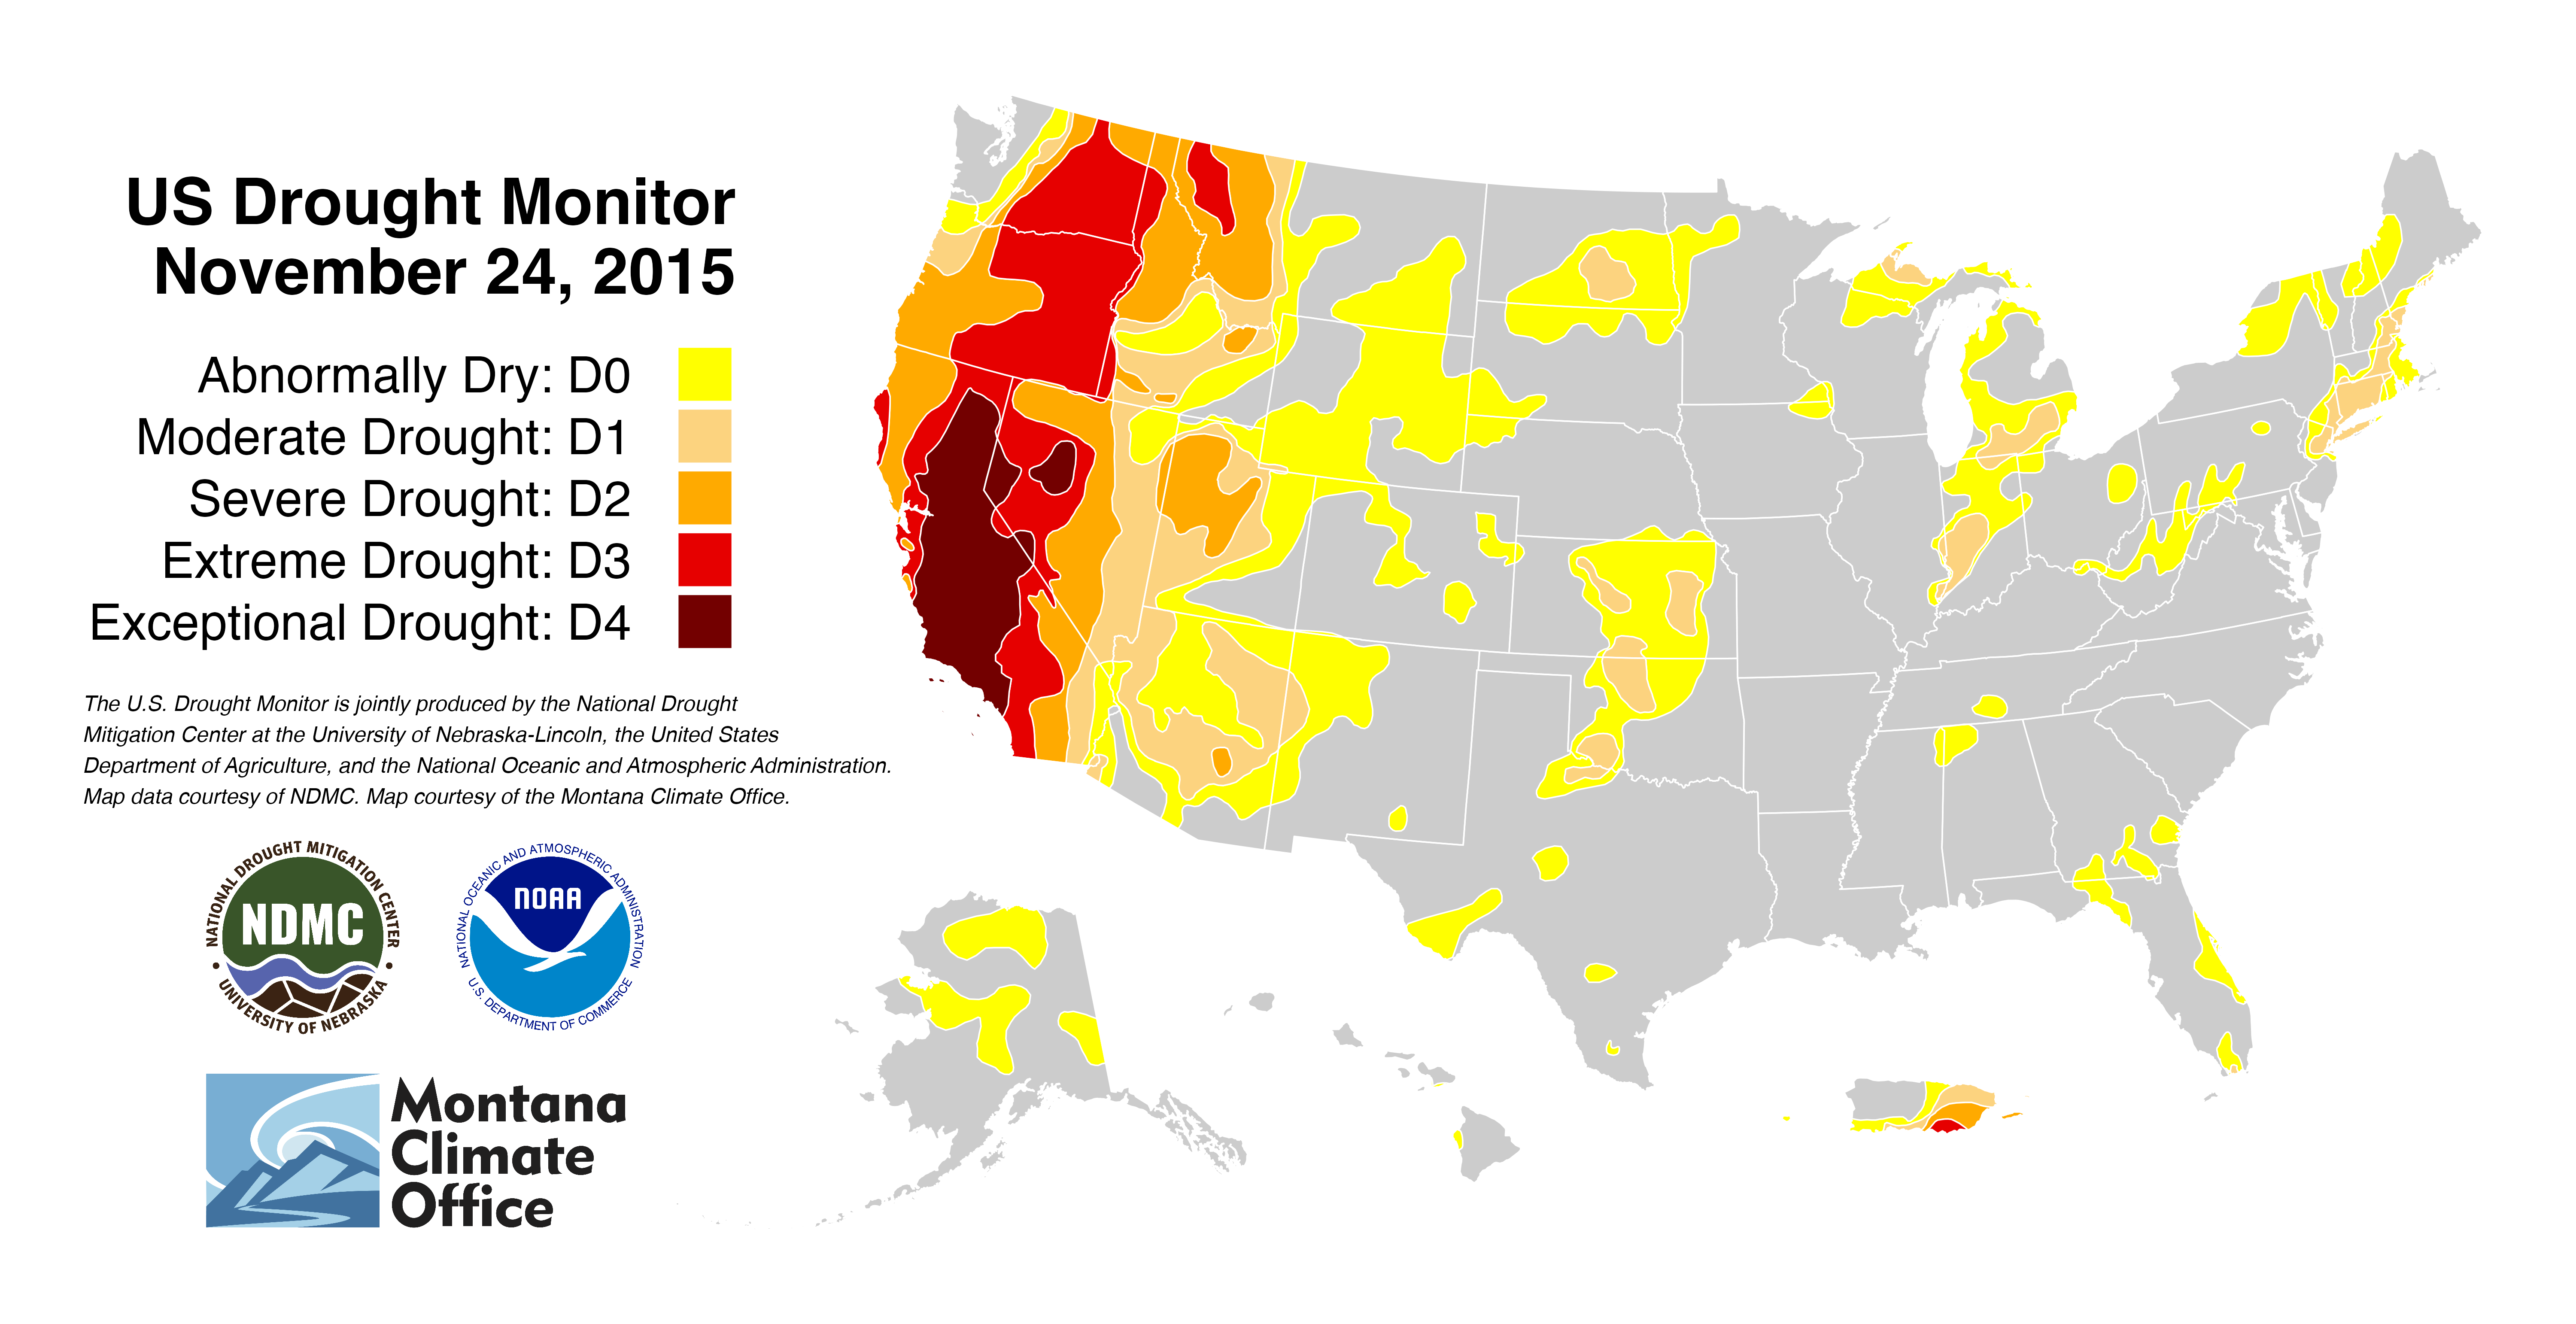 US Drought Monitor
November 24, 2015
Abnormally Dry: D0
Moderate Drought: D1
Severe Drought: D2
Extreme Drought: D3
Exceptional Drought: D4
The U.S. Drought Monitor is jointly produced by the National Drought
Mitigation Center at the University of Nebraska-Lincoln, the United States
Department of Agriculture, and the National Oceanic and Atmospheric Administration.
Map data courtesy of NDMC. Map courtesy of the Montana Climate Office.
NATIONAL DROUGHT MITIGATION CENTER
NDMC
• UNIVERSITY OF NEBRASKA •
NATIONAL OCEANIC AND ATMOSPHERIC ADMINISTRATION
NOAA
U.S. DEPARTMENT OF COMMERCE
Montana
Climate
Office